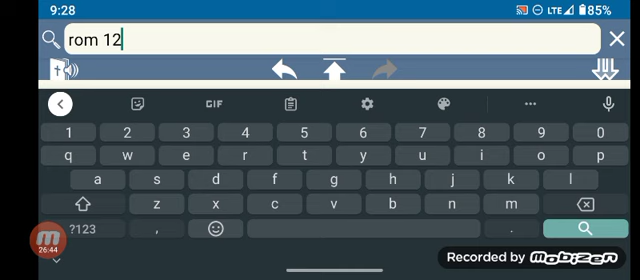 9:28 LTE 85%
rom 12
GIF
1 2 3 4 5 6 7 8 9 0
q w e r t y u i o p
a s d f g h j k l
z x c v b n m
?123 , .
26:44
Recorded by mobizen